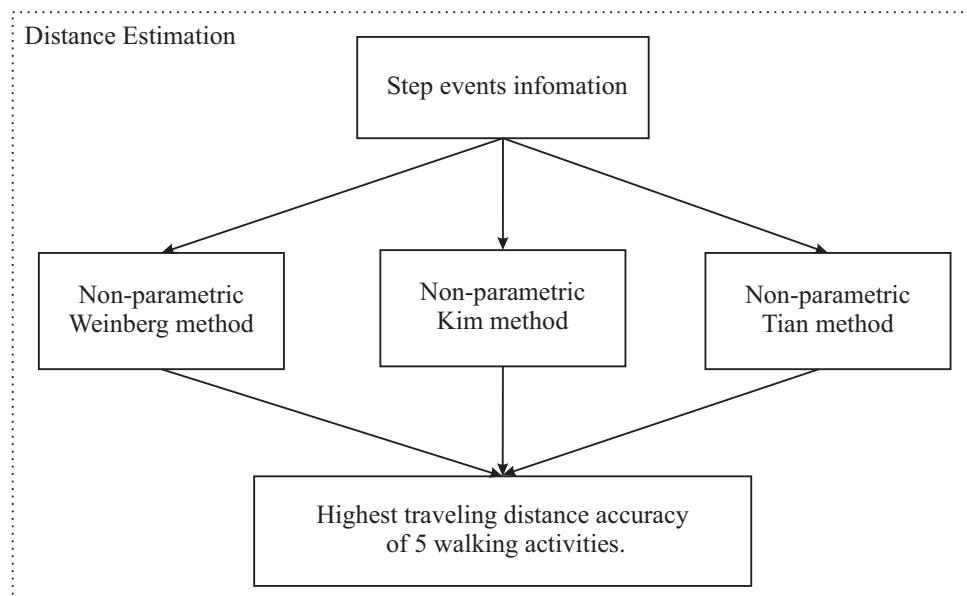 Distance Estimation
Step events infomation
Non-parametric
Weinberg method
Non-parametric
Kim method
Non-parametric
Tian method
Highest traveling distance accuracy
of 5 walking activities.